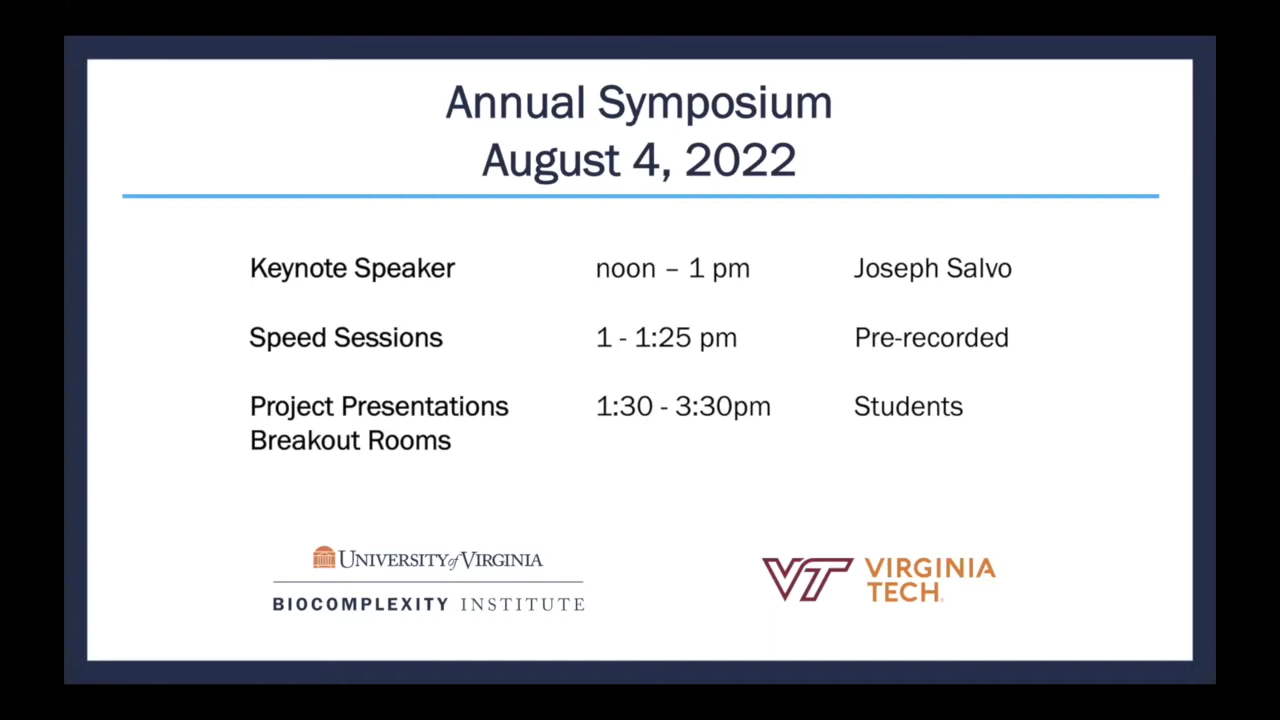 Annual Symposium
August 4, 2022
Keynote Speaker noon – 1 pm Joseph Salvo
Speed Sessions 1 - 1:25 pm Pre-recorded
Project Presentations 1:30 - 3:30pm Students
Breakout Rooms
UNIVERSITY of VIRGINIA
BIOCOMPLEXITY INSTITUTE
VT VIRGINIA
TECH.